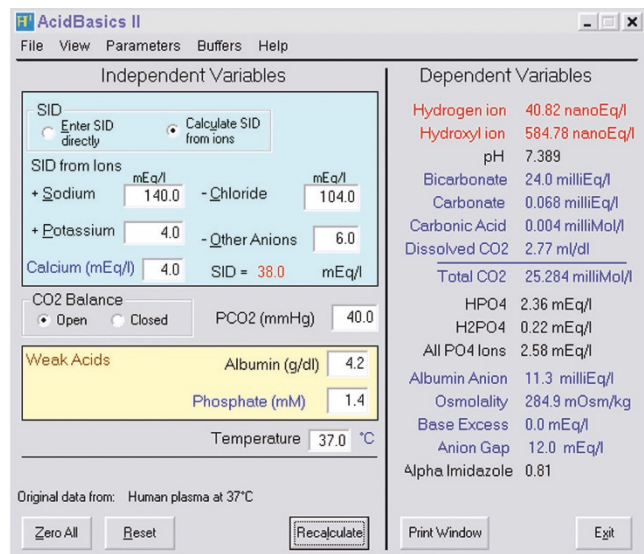 AcidBasics II
File View Parameters Buffers Help
Independent Variables
SID
Enter SID directly
Calculate SID from ions
SID from Ions
mEq/l mEq/l
+ Sodium 140.0 - Chloride 104.0
+ Potassium 4.0 - Other Anions 6.0
Calcium (mEq/l) 4.0 SID = 38.0 mEq/l
CO2 Balance
Open Closed PCO2 (mmHg) 40.0
Weak Acids Albumin (g/dl) 4.2
Phosphate (mM) 1.4
Temperature 37.0 °C
Original data from: Human plasma at 37°C
Zero All Reset Recalculate
Dependent Variables
Hydrogen ion 40.82 nanoEq/l
Hydroxyl ion 584.78 nanoEq/l
pH 7.389
Bicarbonate 24.0 milliEq/l
Carbonate 0.068 milliEq/l
Carbonic Acid 0.004 milliMol/l
Dissolved CO2 2.77 ml/dl
Total CO2 25.284 milliMol/l
HPO4 2.36 mEq/l
H2PO4 0.22 mEq/l
All PO4 Ions 2.58 mEq/l
Albumin Anion 11.3 milliEq/l
Osmolality 284.9 mOsm/kg
Base Excess 0.0 mEq/l
Anion Gap 12.0 mEq/l
Alpha Imidazole 0.81
Print Window Exit